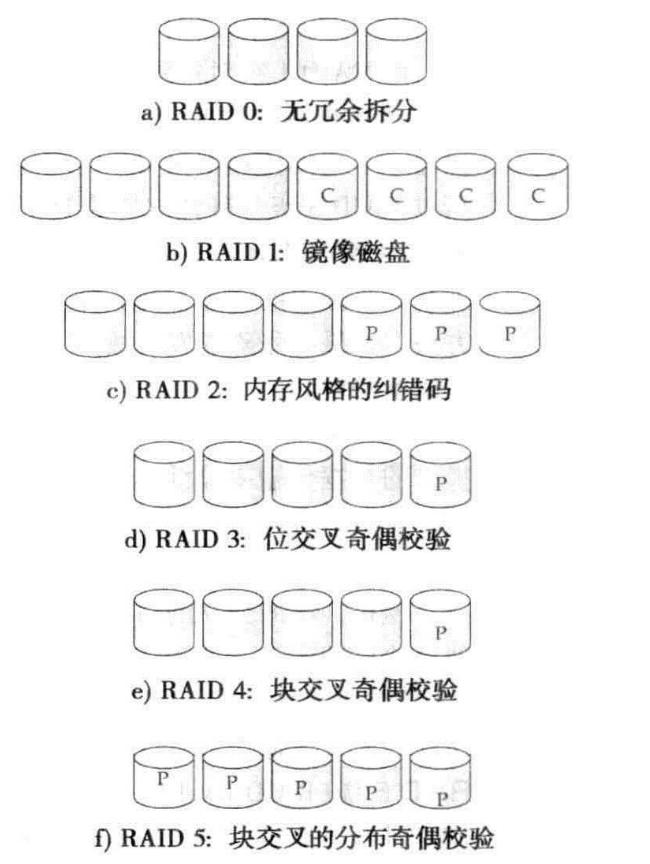 a) RAID 0: 无冗余拆分
C C C C
b) RAID 1: 镜像磁盘
P P P
c) RAID 2: 内存风格的纠错码
P
d) RAID 3: 位交叉奇偶校验
P
e) RAID 4: 块交叉奇偶校验
P P P P P
f) RAID 5: 块交叉的分布奇偶校验